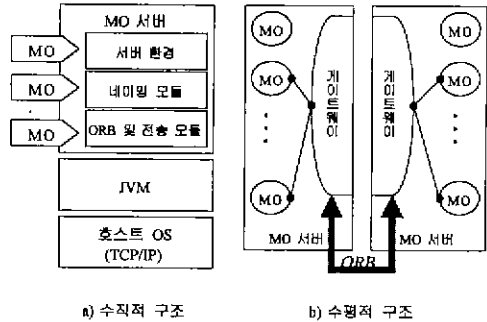 MO 서버
MO 서버 환경
MO 네이밍 모듈
MO ORB 및 전송 모듈
JVM
호스트 OS
(TCP/IP)
a) 수직적 구조
MO
MO
MO
게이트웨이
MO 서버
게이트웨이
MO
MO
MO
MO 서버
ORB
b) 수평적 구조